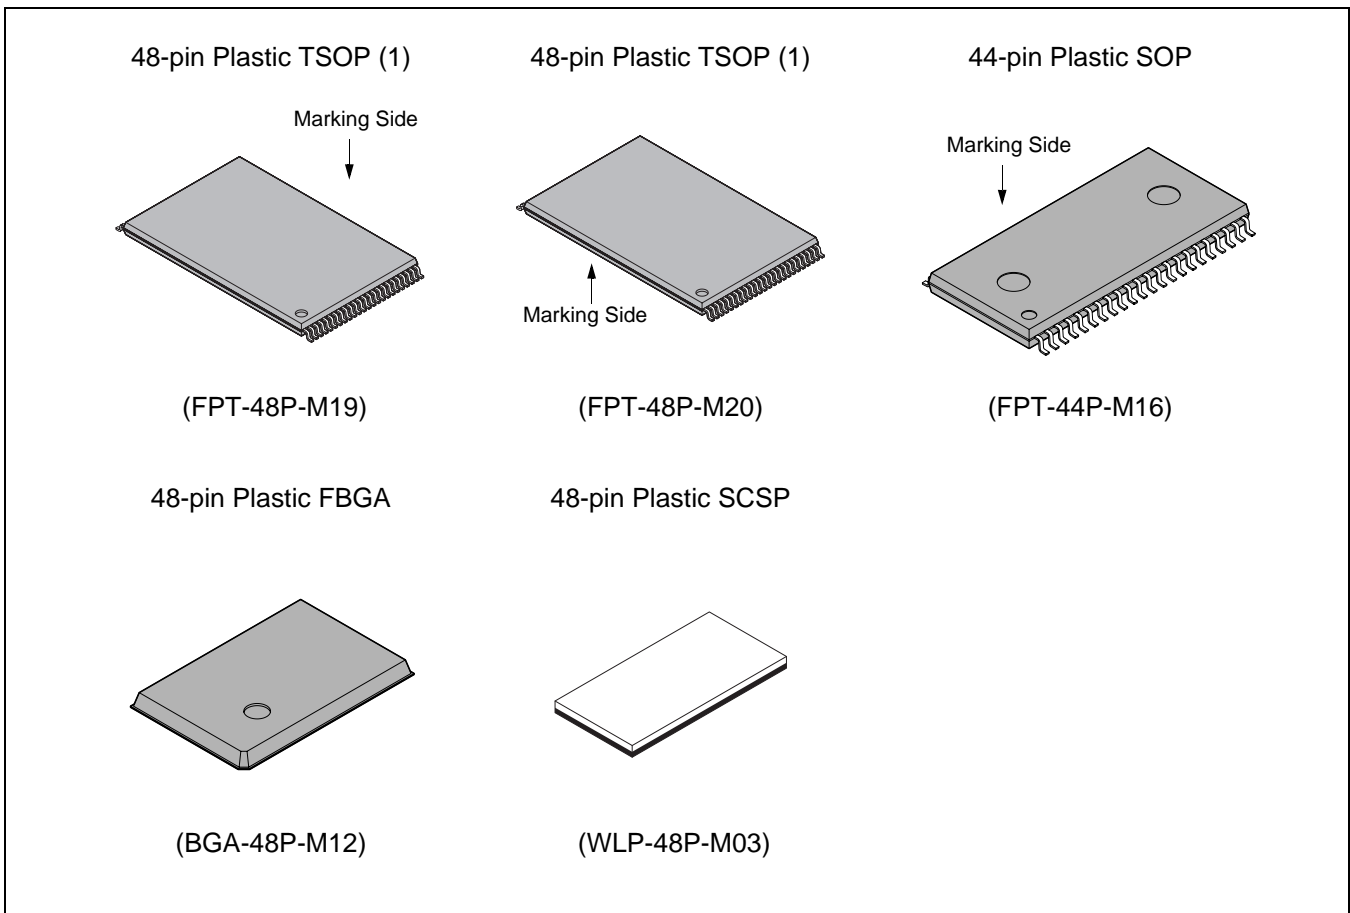 48-pin Plastic TSOP (1)
48-pin Plastic TSOP (1)
44-pin Plastic SOP
Marking Side
Marking Side
Marking Side
(FPT-48P-M19)
(FPT-48P-M20)
(FPT-44P-M16)
48-pin Plastic FBGA
48-pin Plastic SCSP
(BGA-48P-M12)
(WLP-48P-M03)